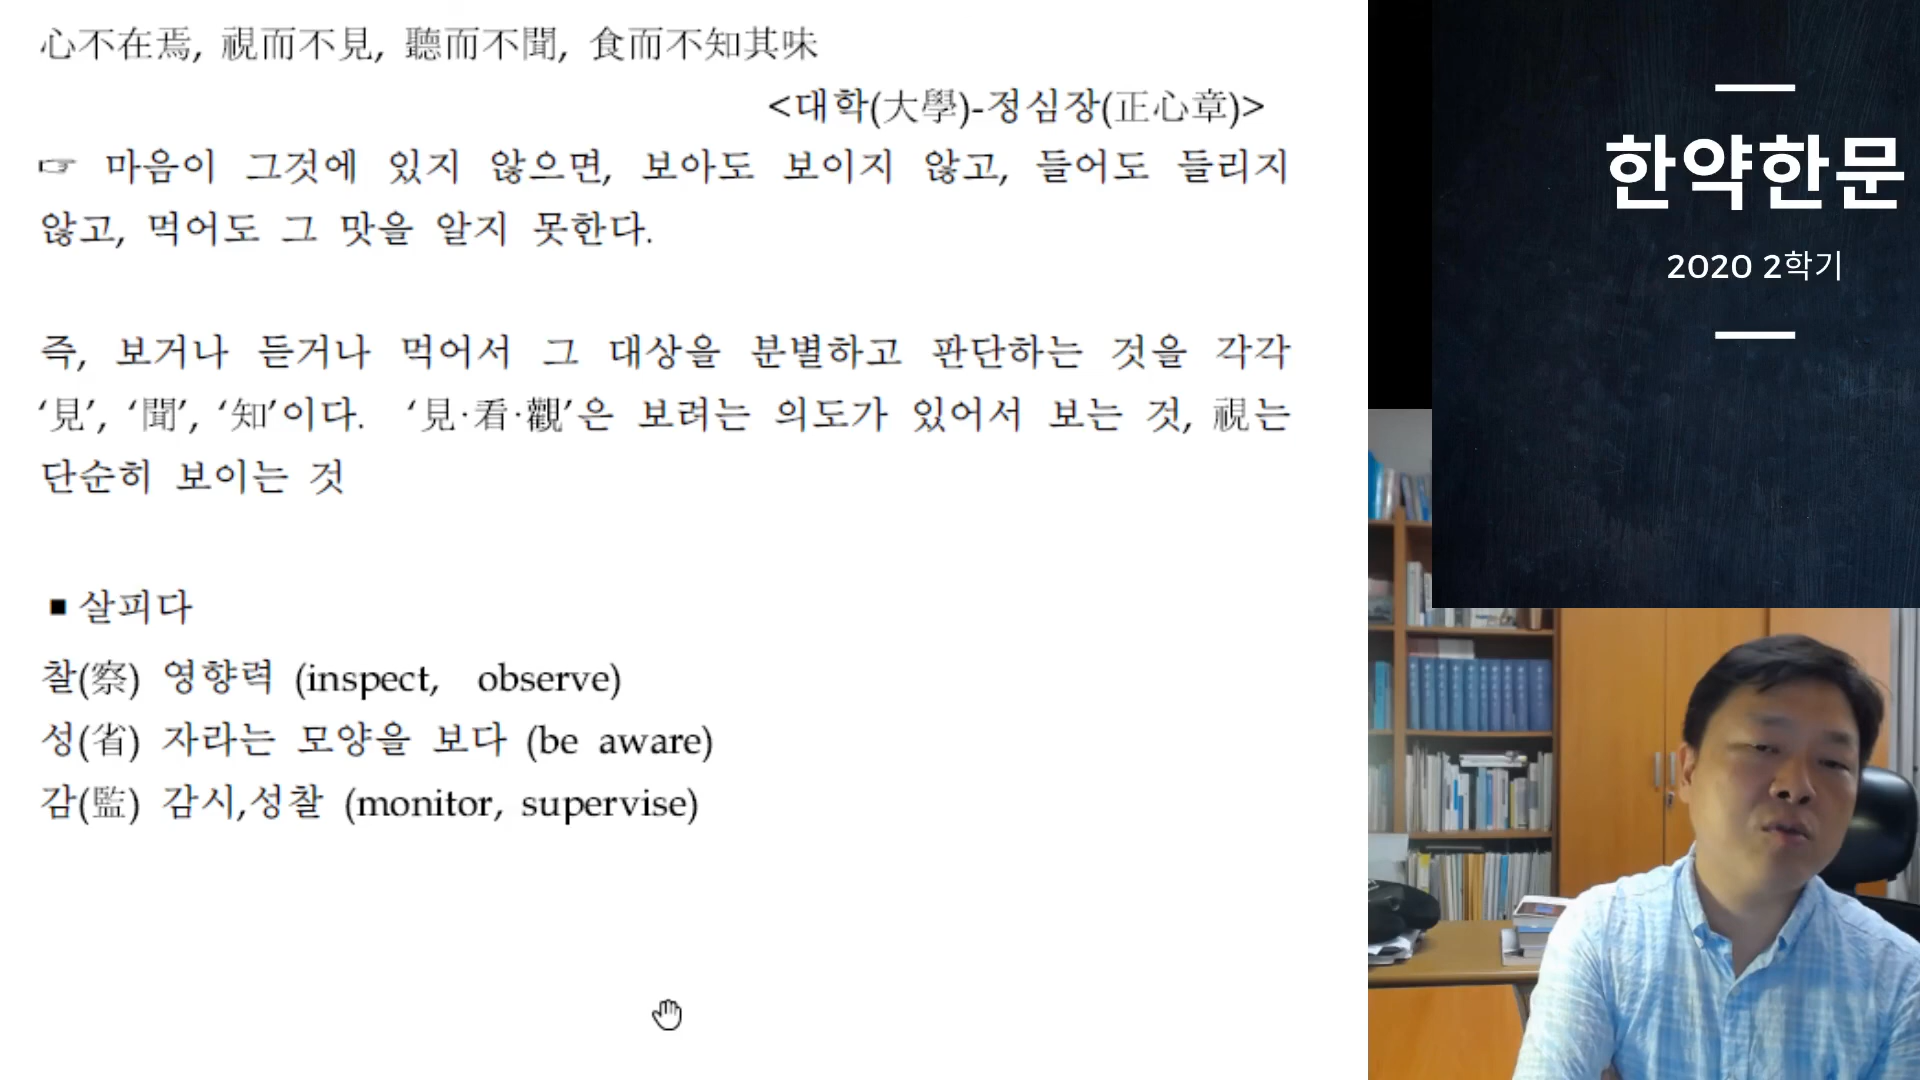 心不在焉, 視而不見, 聽而不聞, 食而不知其味
<대학(大學)-정심장(正心章)>
☞ 마음이 그것에 있지 않으면, 보아도 보이지 않고, 들어도 들리지
않고, 먹어도 그 맛을 알지 못한다.
즉, 보거나 듣거나 먹어서 그 대상을 분별하고 판단하는 것을 각각
‘見’, ‘聞’, ‘知’이다. ‘見·看·觀’은 보려는 의도가 있어서 보는 것, 視는
단순히 보이는 것
■ 살피다
찰(察) 영향력 (inspect, observe)
성(省) 자라는 모양을 보다 (be aware)
감(監) 감시,성찰 (monitor, supervise)
한약한문
2020 2학기